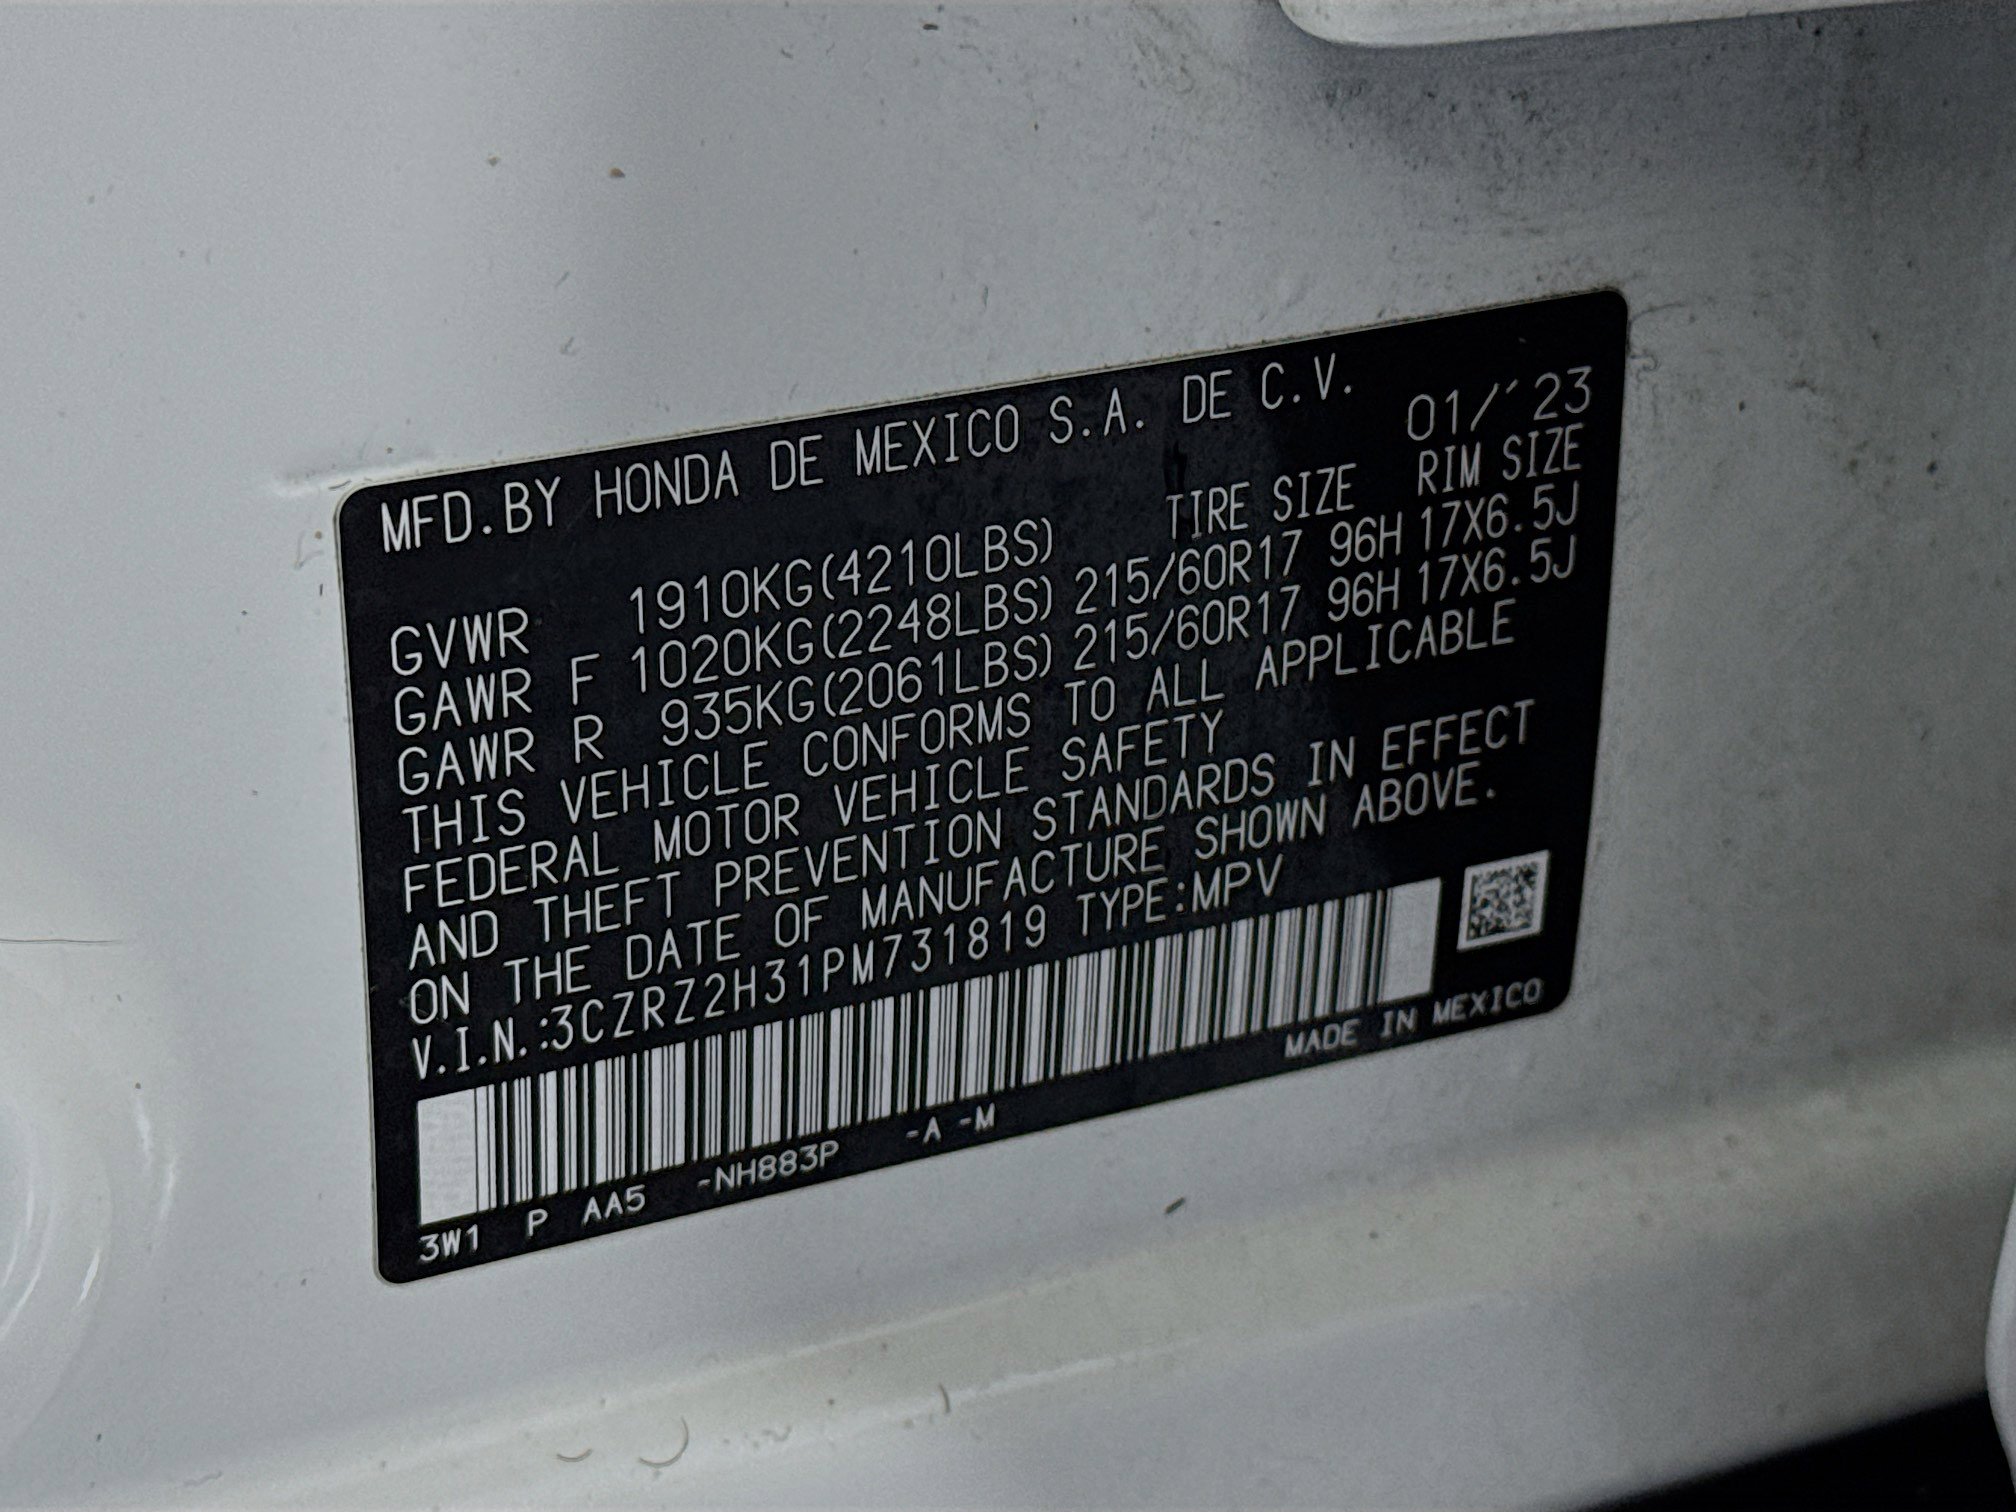 MFD.BY HONDA DE MEXICO S.A. DE C.V.
01/´23
TIRE SIZE RIM SIZE
GVWR 1910KG(4210LBS)
GAWR F 1020KG(2248LBS) 215/60R17 96H 17X6.5J
GAWR R 935KG(2061LBS) 215/60R17 96H 17X6.5J
THIS VEHICLE CONFORMS TO ALL APPLICABLE
FEDERAL MOTOR VEHICLE SAFETY
AND THEFT PREVENTION STANDARDS IN EFFECT
ON THE DATE OF MANUFACTURE SHOWN ABOVE.
V.I.N.:3CZRZ2H31PM731819 TYPE:MPV
MADE IN MEXICO
3W1 P AA5 -NH883P -A -M